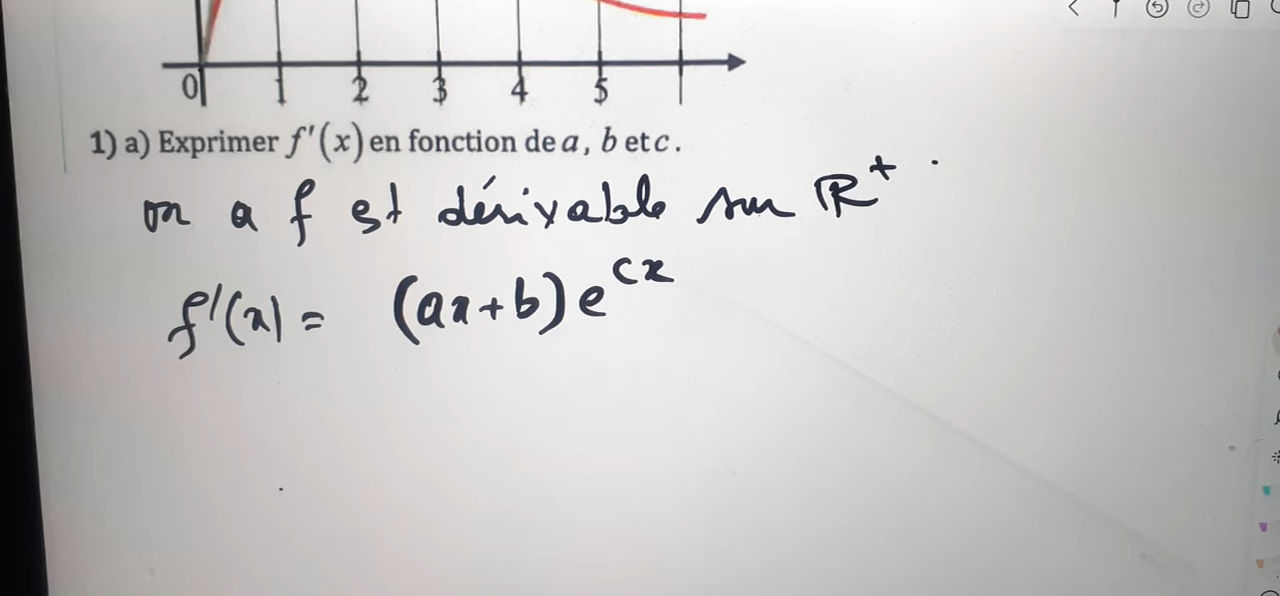 0 1 2 3 4 5
1) a) Exprimer f'(x) en fonction de a, b et c.
on a f est dérivable sur ℝ⁺.
f'(x) = (ax+b)e^{cx}